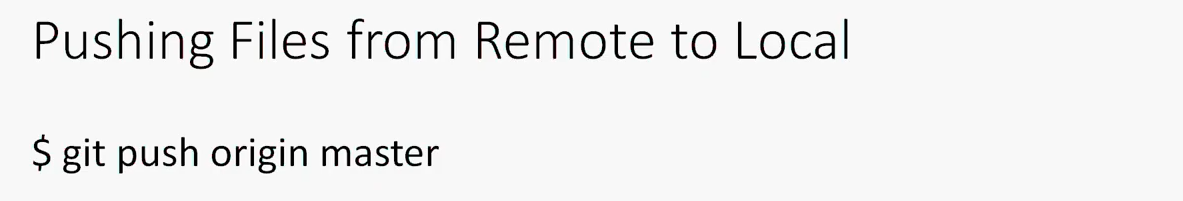 Pushing Files from Remote to Local
$ git push origin master